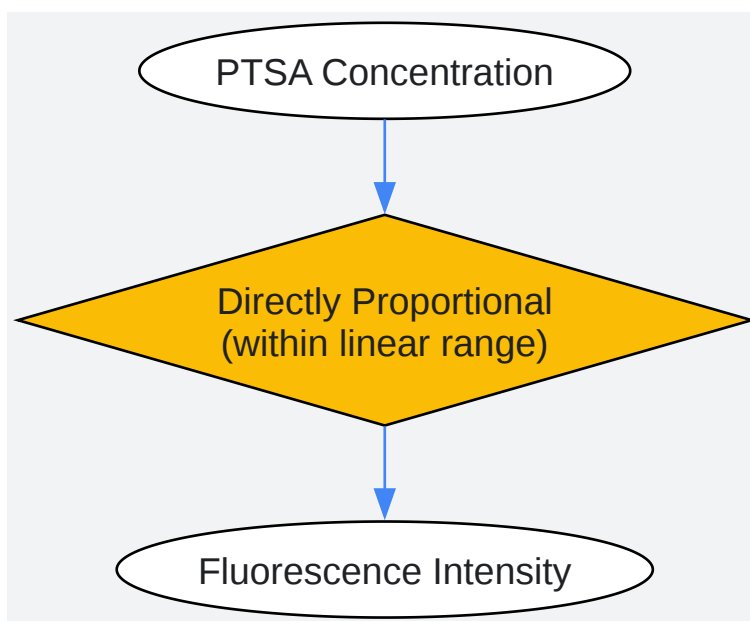 PTSA Concentration
Directly Proportional
(within linear range)
Fluorescence Intensity